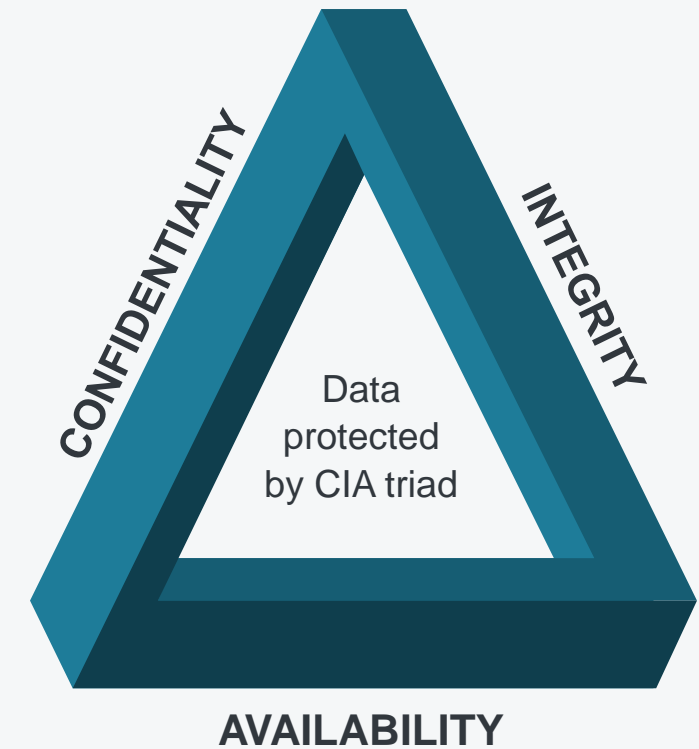 CONFIDENTIALITY
INTEGRITY
Data
protected
by CIA triad
AVAILABILITY